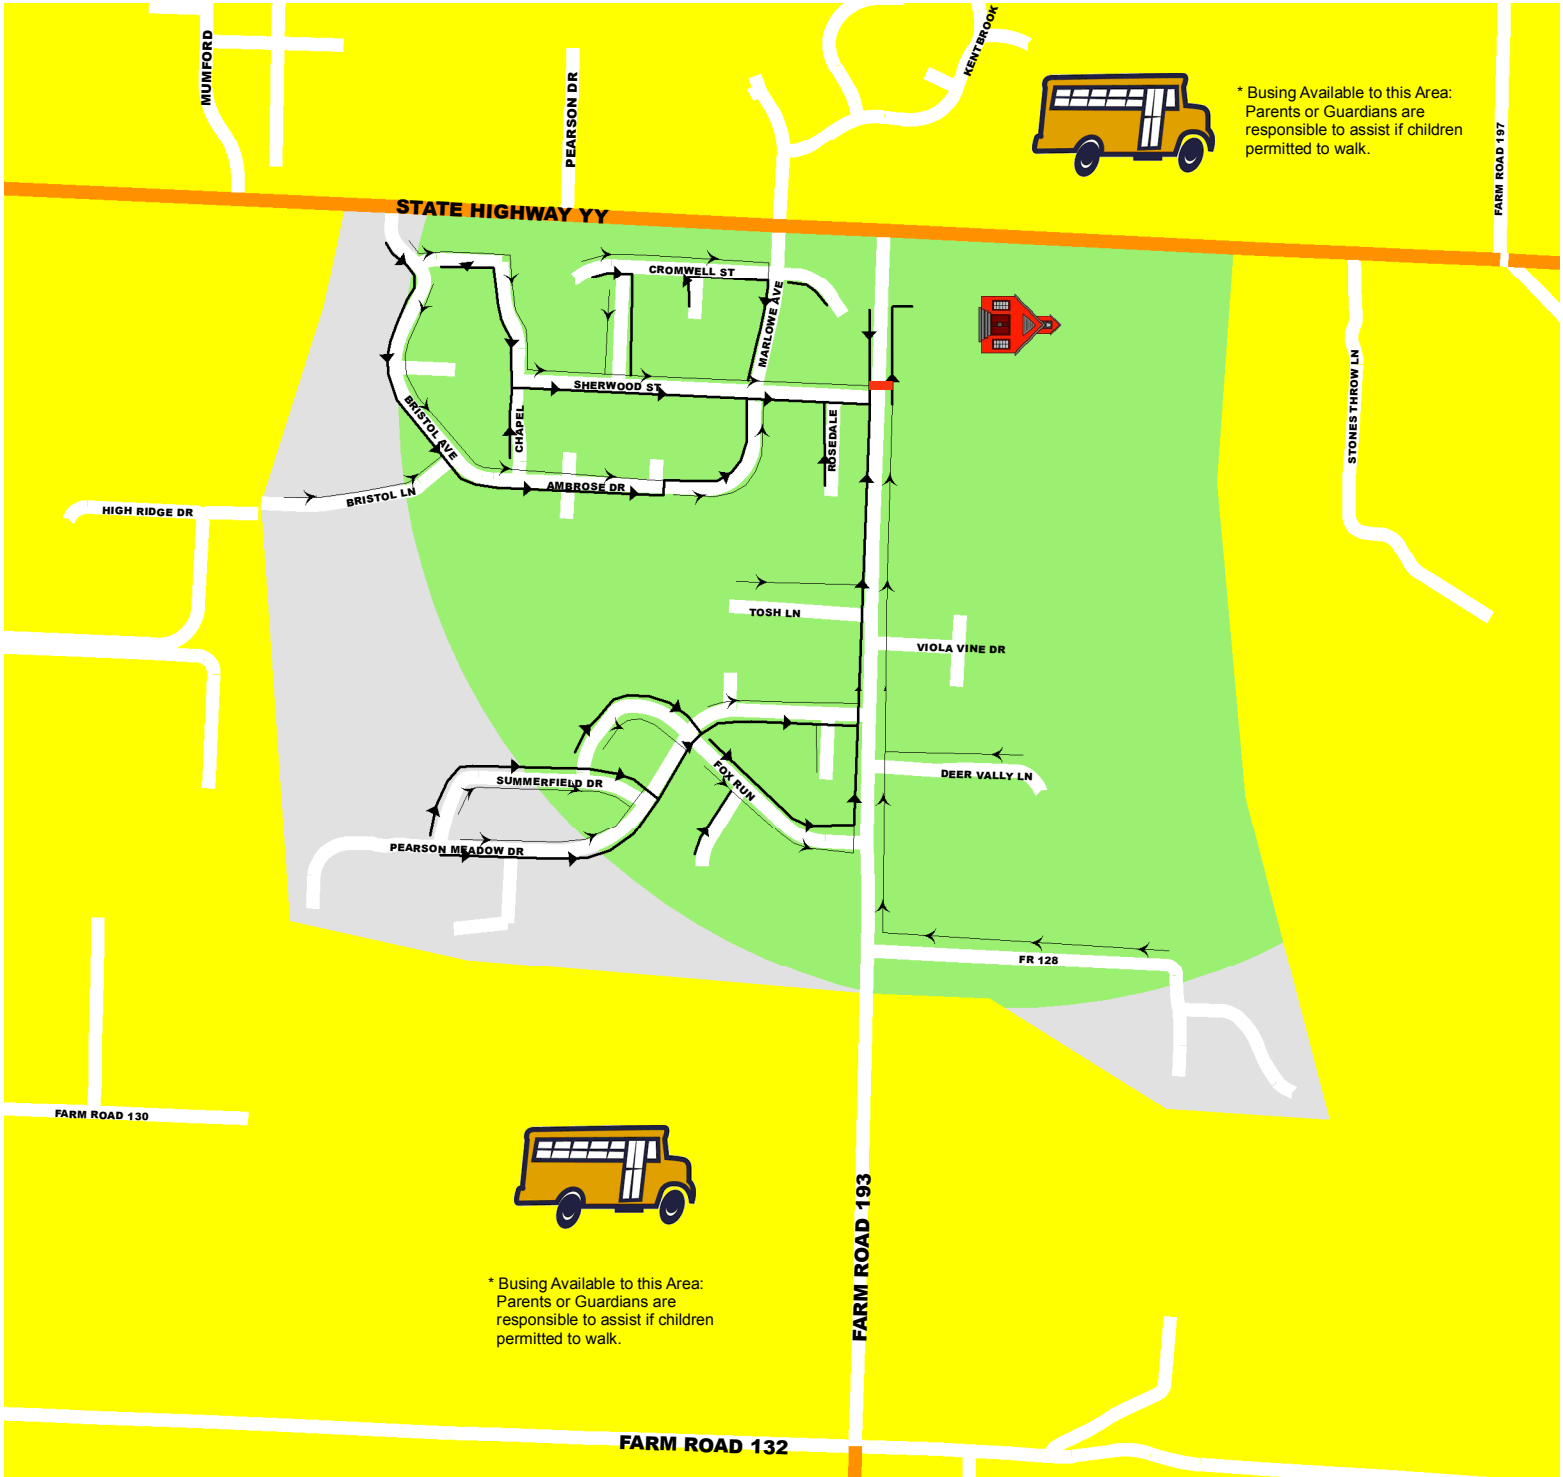 KENTBROOK
MUMFORD
PEARSON DR
* Busing Available to this Area:
Parents or Guardians are
responsible to assist if children
permitted to walk.
FARM ROAD 197
STATE HIGHWAY YY
CROMWELL ST
MARLOWE AVE
SHERWOOD ST
STONES THROW LN
BRISTOL AVE
CHAPEL
ROSEDALE
AMBROSE DR
BRISTOL LN
HIGH RIDGE DR
TOSH LN
VIOLA VINE DR
FOX RUN
DEER VALLY LN
SUMMERFIELD DR
PEARSON MEADOW DR
FR 128
FARM ROAD 130
FARM ROAD 193
* Busing Available to this Area:
Parents or Guardians are
responsible to assist if children
permitted to walk.
FARM ROAD 132